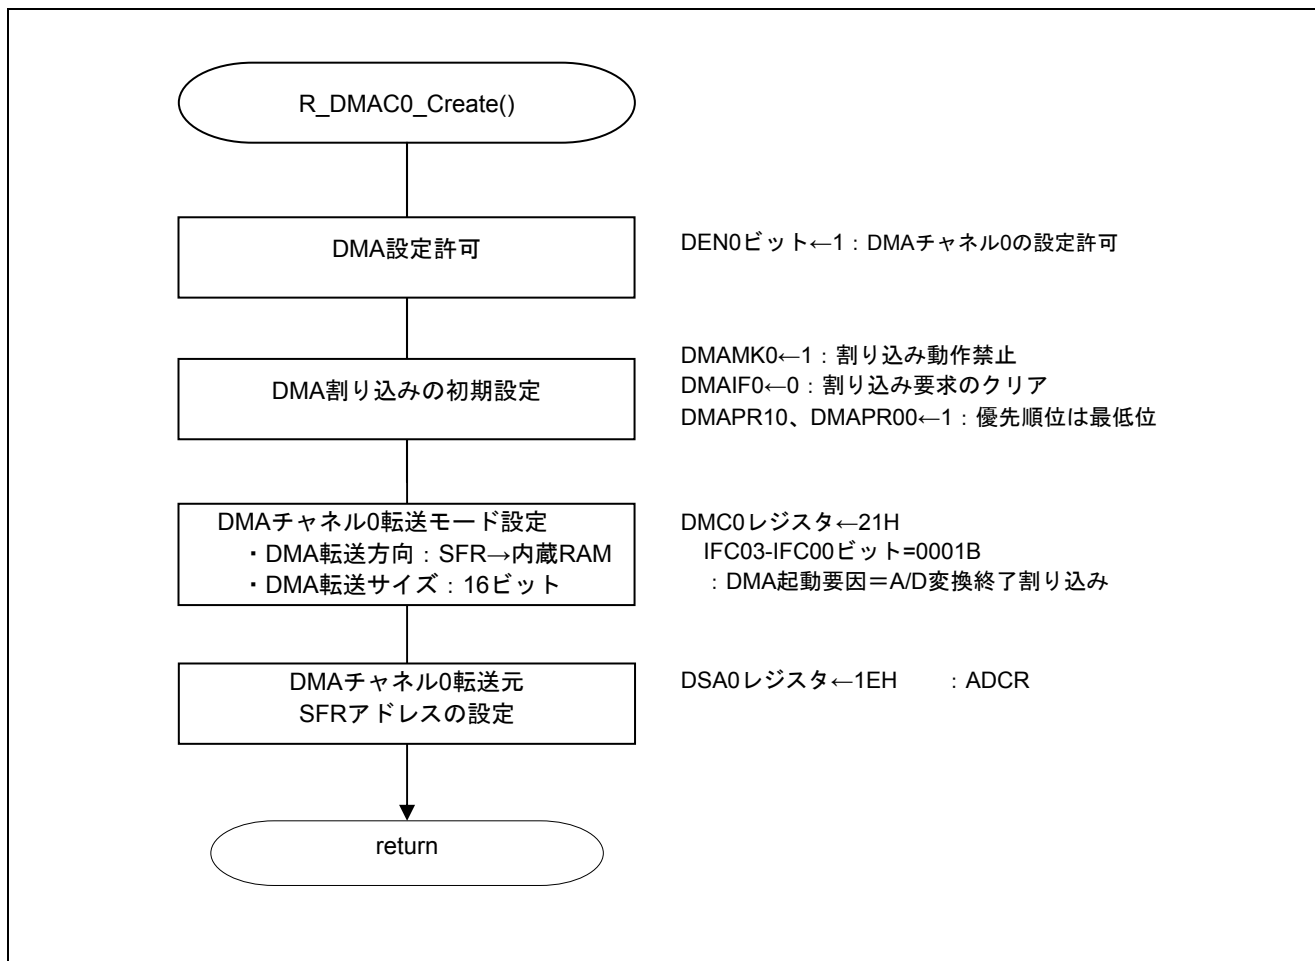 R_DMAC0_Create()
DMA設定許可
DEN0ビット←1：DMAチャネル0の設定許可
DMA割り込みの初期設定
DMAMK0←1：割り込み動作禁止
DMAIF0←0：割り込み要求のクリア
DMAPR10、DMAPR00←1：優先順位は最低位
DMAチャネル0転送モード設定
・DMA転送方向：SFR→内蔵RAM
・DMA転送サイズ：16ビット
DMC0レジスタ←21H
IFC03-IFC00ビット=0001B
：DMA起動要因＝A/D変換終了割り込み
DMAチャネル0転送元
SFRアドレスの設定
DSA0レジスタ←1EH　　：ADCR
return